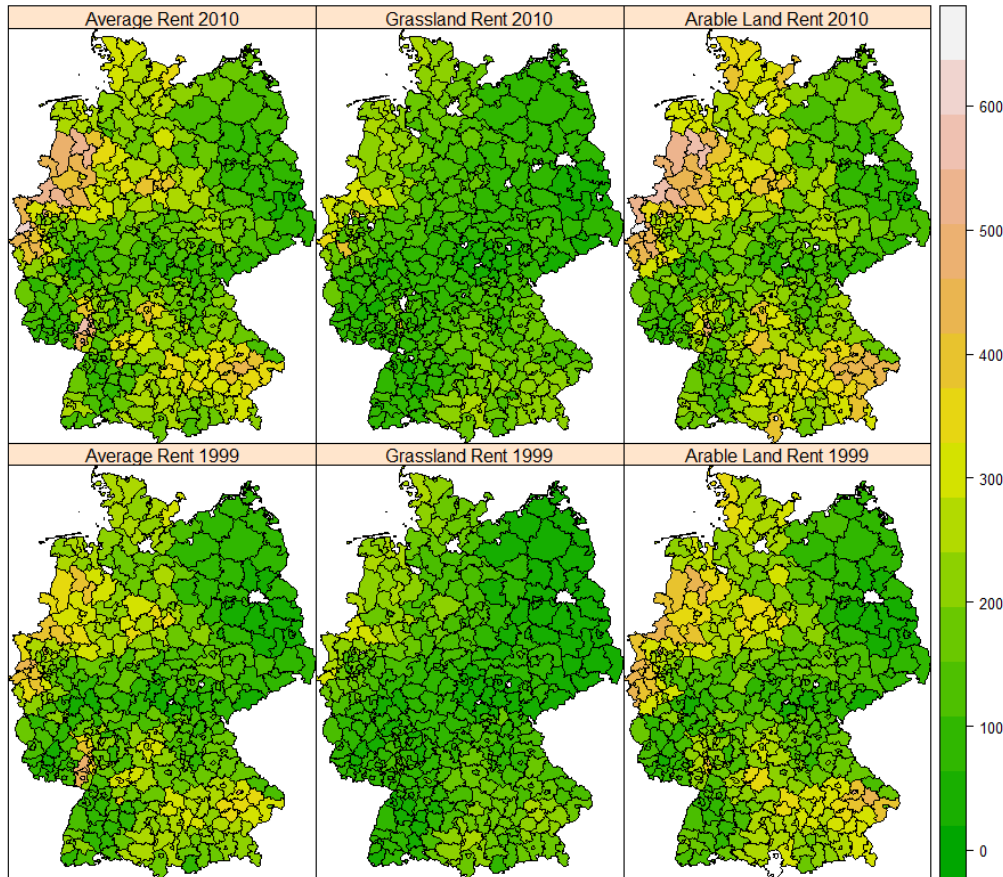 Average Rent 2010
Grassland Rent 2010
Arable Land Rent 2010
Average Rent 1999
Grassland Rent 1999
Arable Land Rent 1999
600
500
400
300
200
100
0